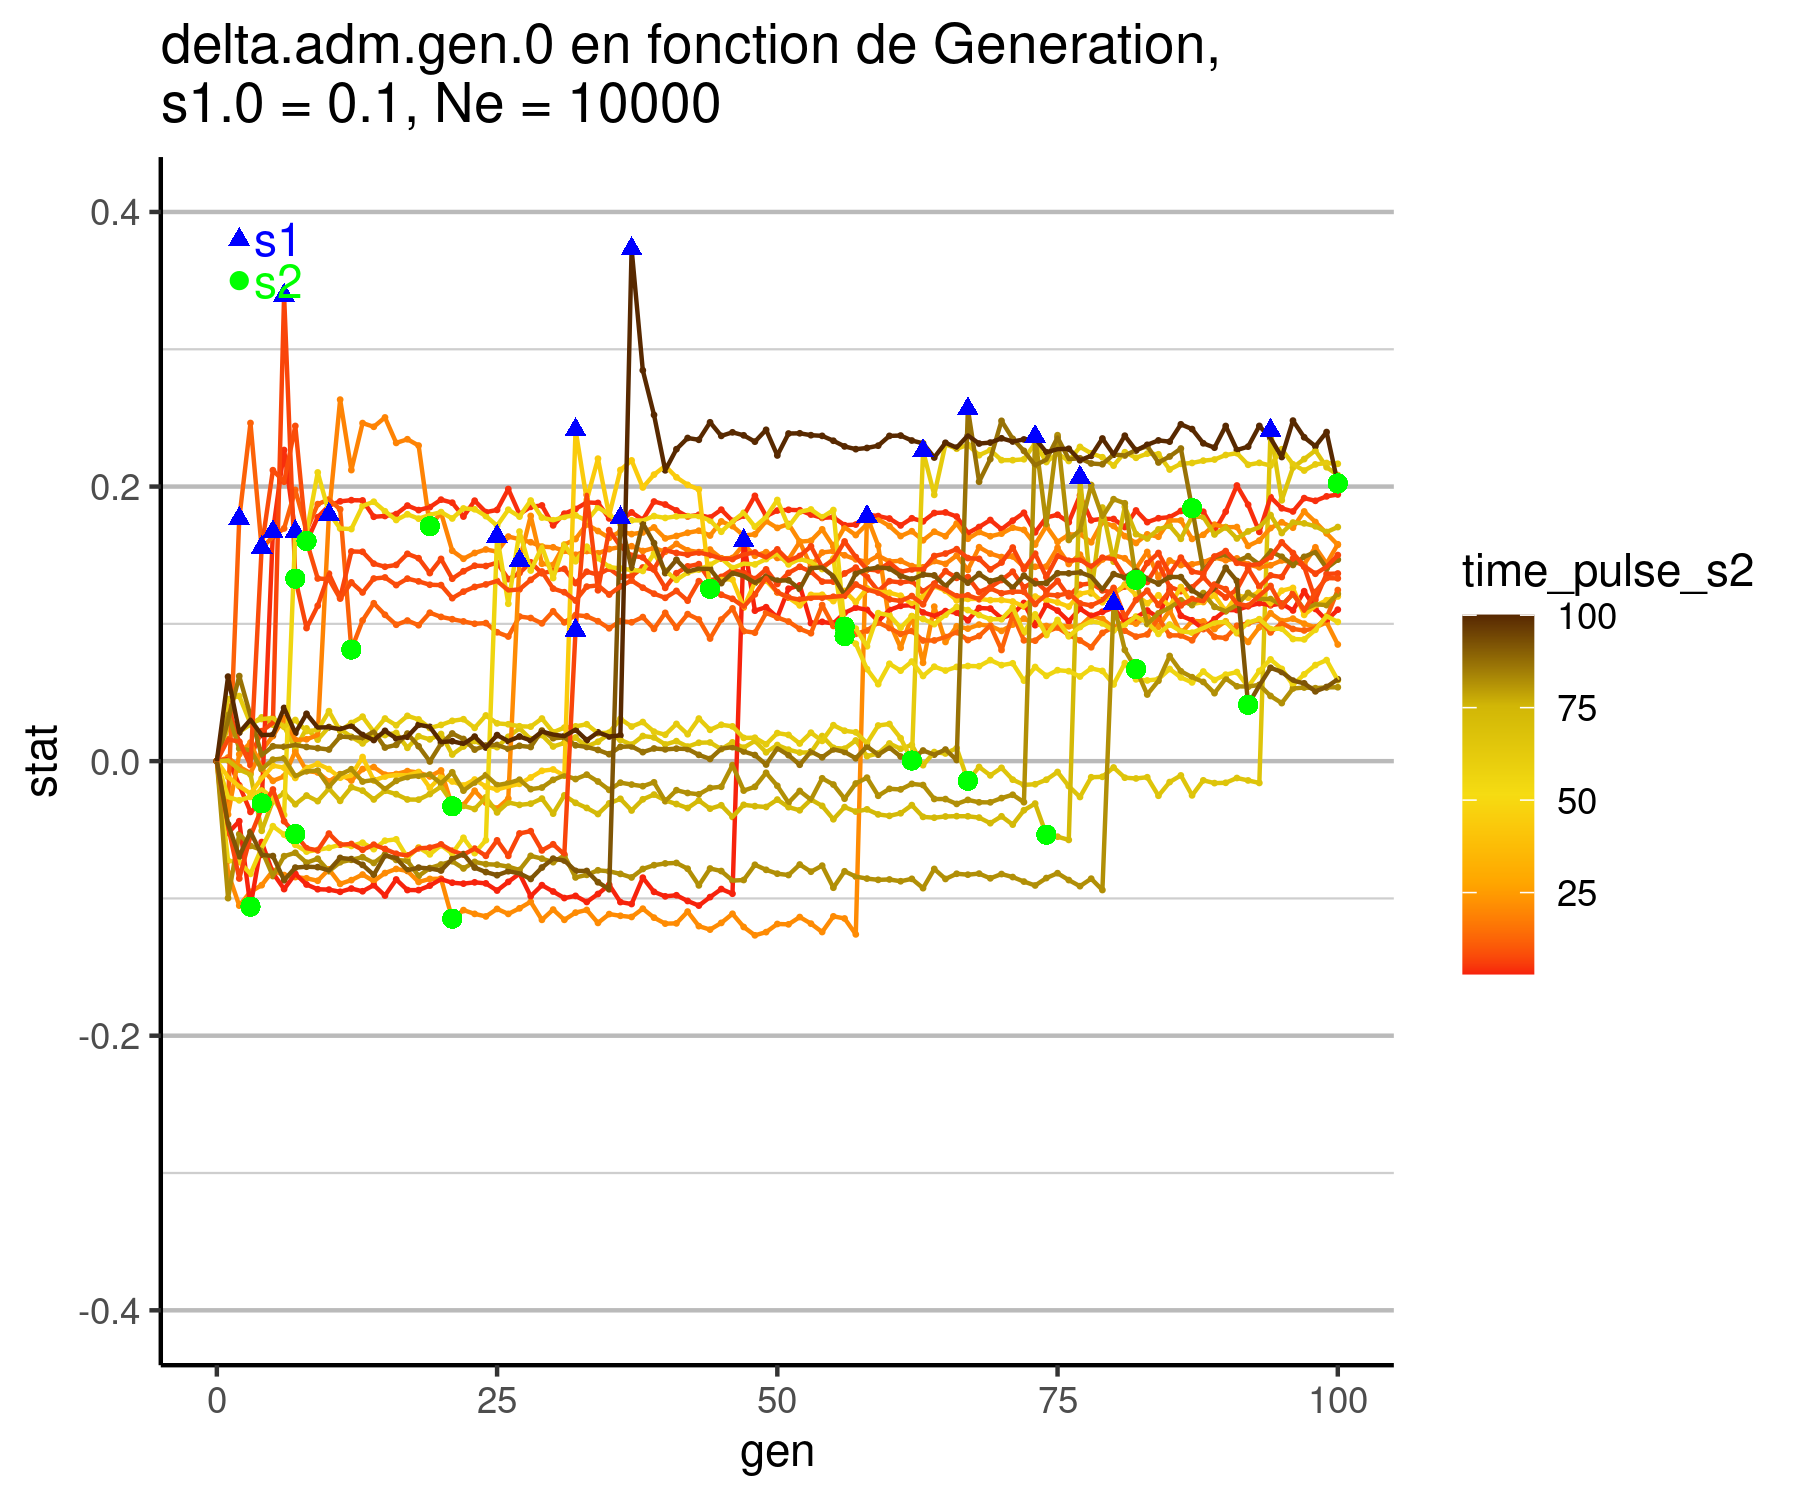 delta.adm.gen.0 en fonction de Generation,
s1.0 = 0.1, Ne = 10000
s1
s2
0.4
0.2
0.0
-0.2
-0.4
stat
0
25
50
75
100
gen
time_pulse_s2
100
75
50
25